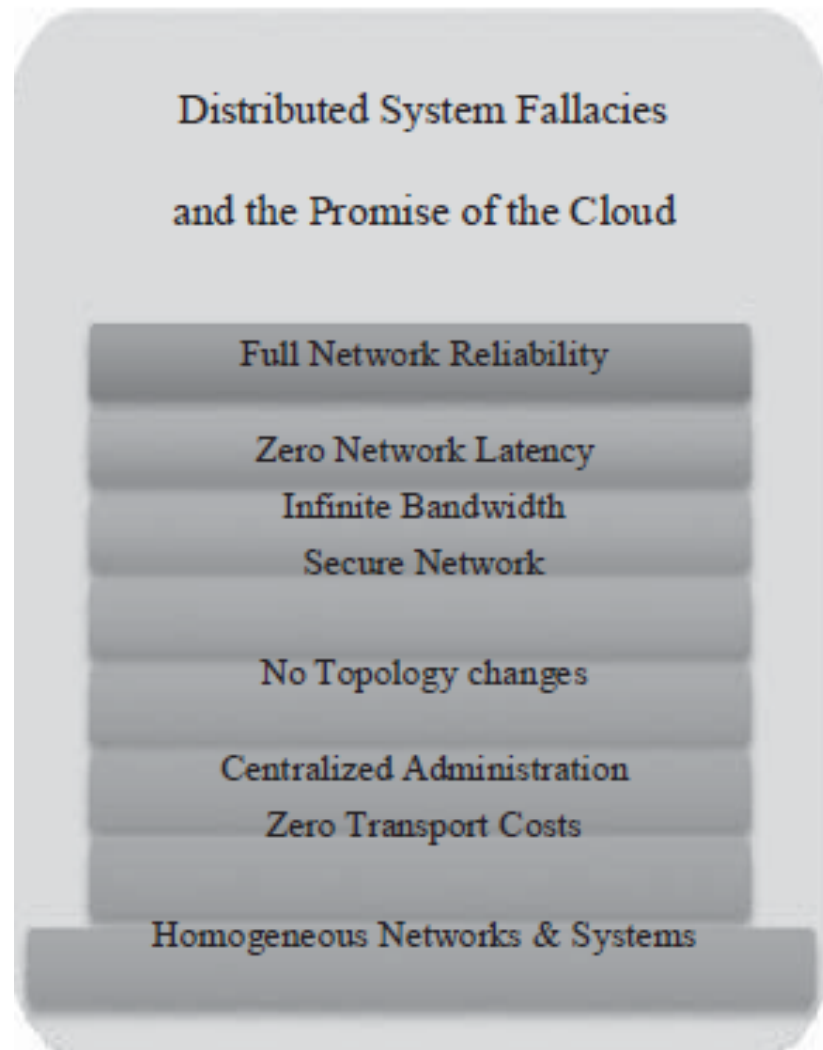 Distributed System Fallacies
and the Promise of the Cloud
Full Network Reliability
Zero Network Latency
Infinite Bandwidth
Secure Network
No Topology changes
Centralized Administration
Zero Transport Costs
Homogeneous Networks & Systems